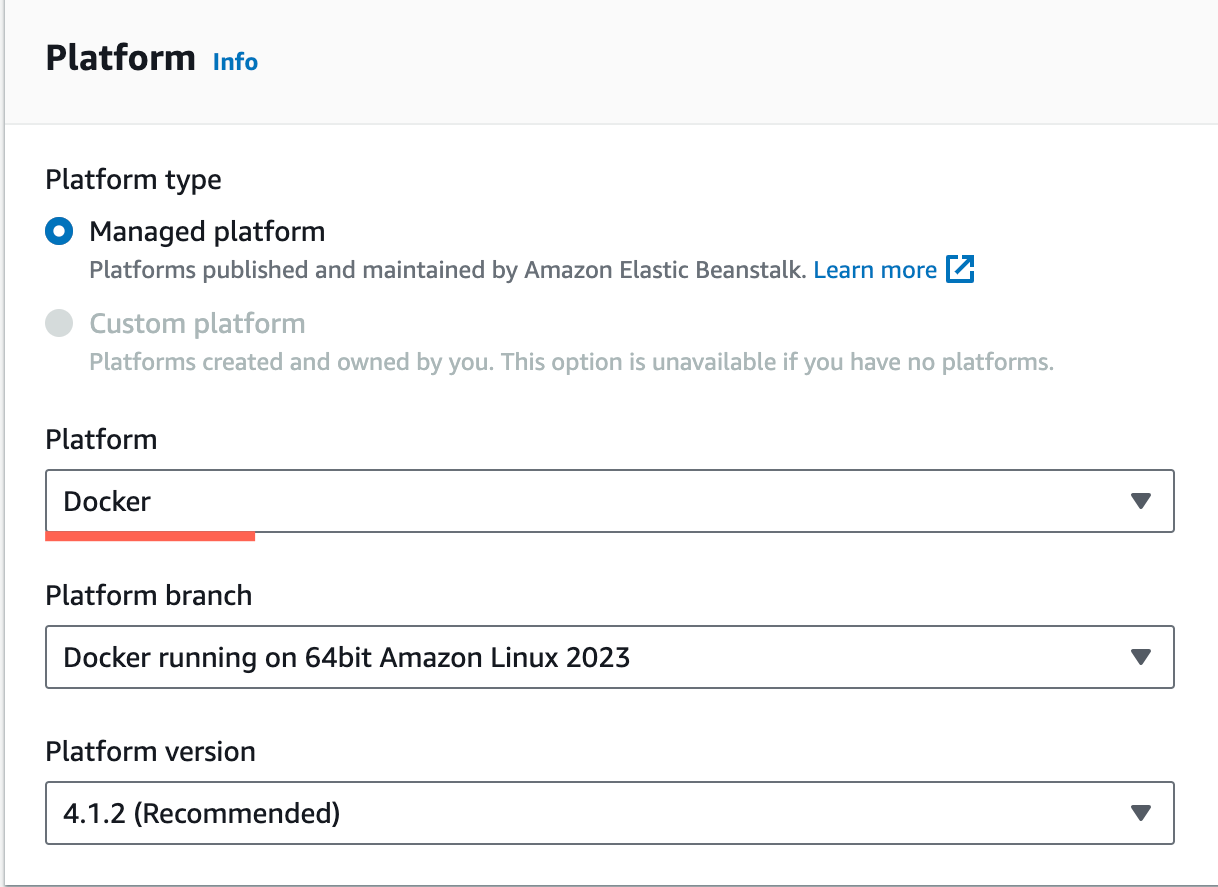 Platform Info
Platform type
Managed platform
Platforms published and maintained by Amazon Elastic Beanstalk. Learn more
Custom platform
Platforms created and owned by you. This option is unavailable if you have no platforms.
Platform
Docker
Platform branch
Docker running on 64bit Amazon Linux 2023
Platform version
4.1.2 (Recommended)